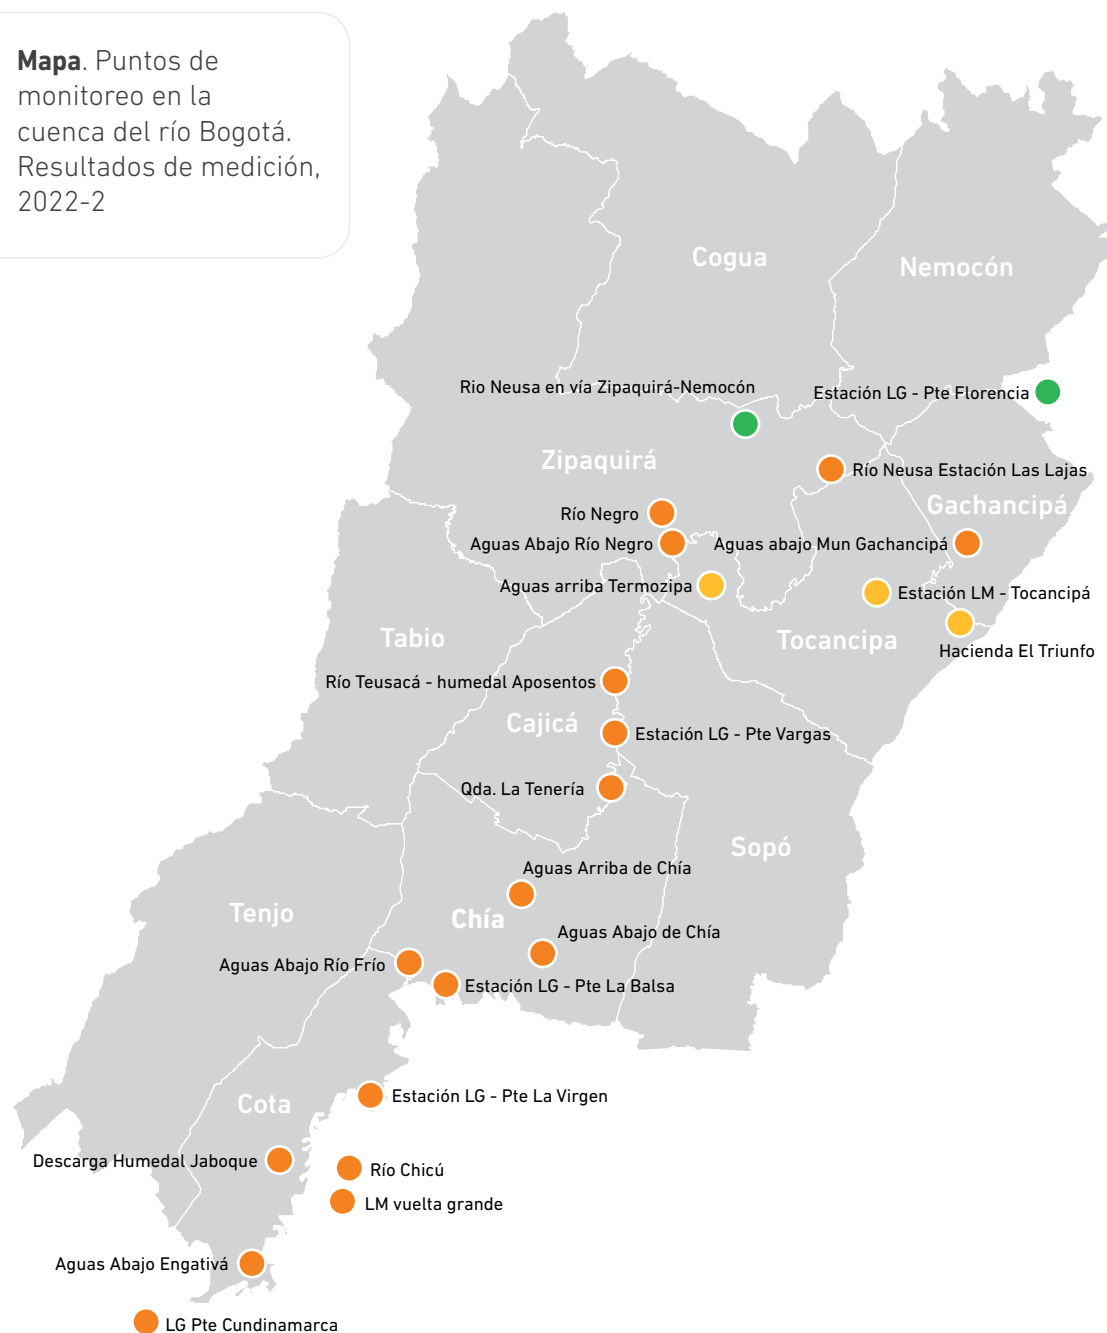 Mapa. Puntos de
monitoreo en la
cuenca del río Bogotá.
Resultados de medición,
2022-2
Cogua
Nemocón
Rio Neusa en vía Zipaquirá-Nemocón
Estación LG - Pte Florencia
Zipaquirá
Río Neusa Estación Las Lajas
Gachancipá
Río Negro
Aguas Abajo Río Negro
Aguas abajo Mun Gachancipá
Aguas arriba Termozipa
Estación LM - Tocancipá
Tabio
Tocancipa
Hacienda El Triunfo
Río Teusacá - humedal Aposentos
Cajicá
Estación LG - Pte Vargas
Qda. La Tenería
Sopó
Aguas Arriba de Chía
Tenjo
Chía
Aguas Abajo de Chía
Aguas Abajo Río Frío
Estación LG - Pte La Balsa
Estación LG - Pte La Virgen
Cota
Descarga Humedal Jaboque
Río Chicú
LM vuelta grande
Aguas Abajo Engativá
LG Pte Cundinamarca